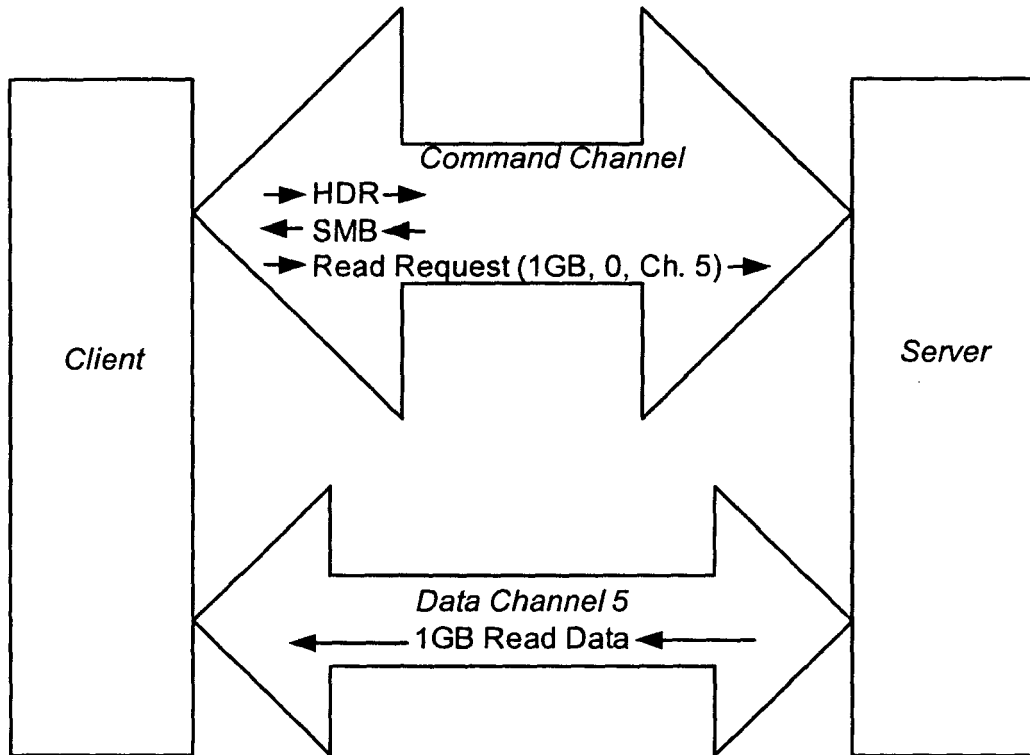 Command Channel
HDR
SMB
Read Request (1GB, 0, Ch. 5)
Client
Server
Data Channel 5
1GB Read Data